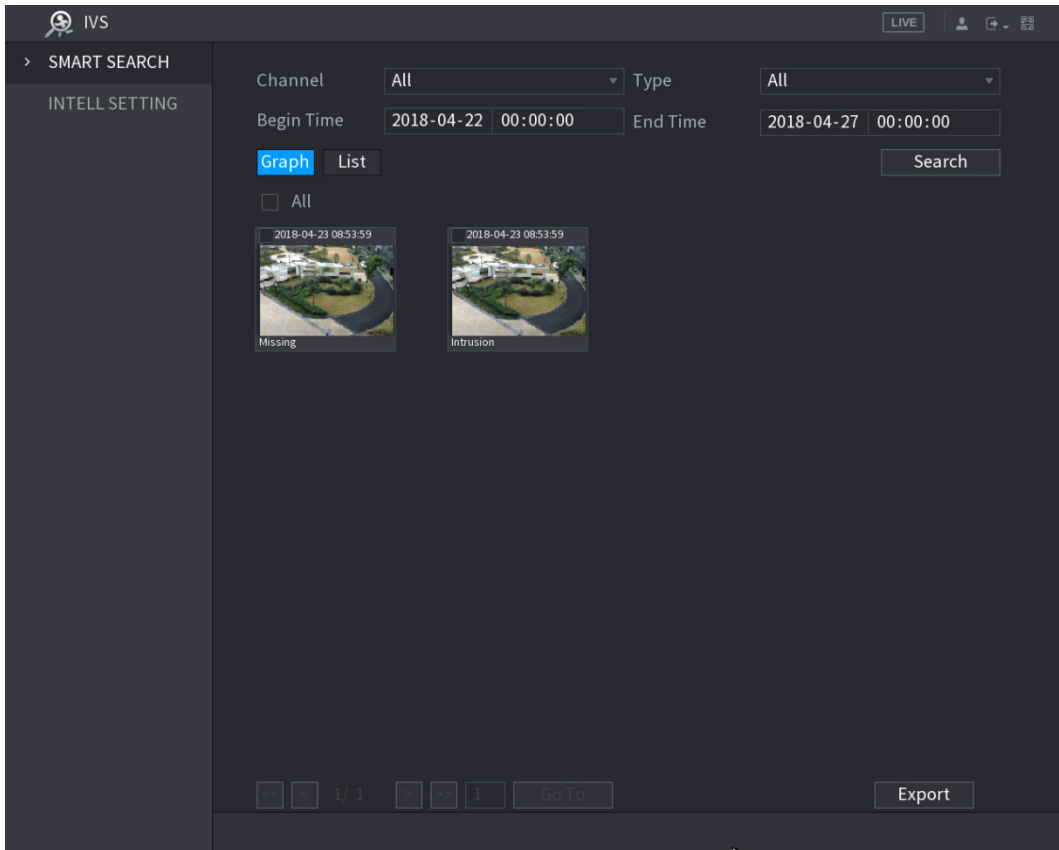 IVS LIVE
SMART SEARCH
INTELL SETTING
Channel All Type All
Begin Time 2018-04-22 00:00:00 End Time 2018-04-27 00:00:00
Graph List Search
All
2018-04-23 08:53:59 2018-04-23 08:53:59
Missing Intrusion
<< < 1/ 1 > >> 1 Go To Export